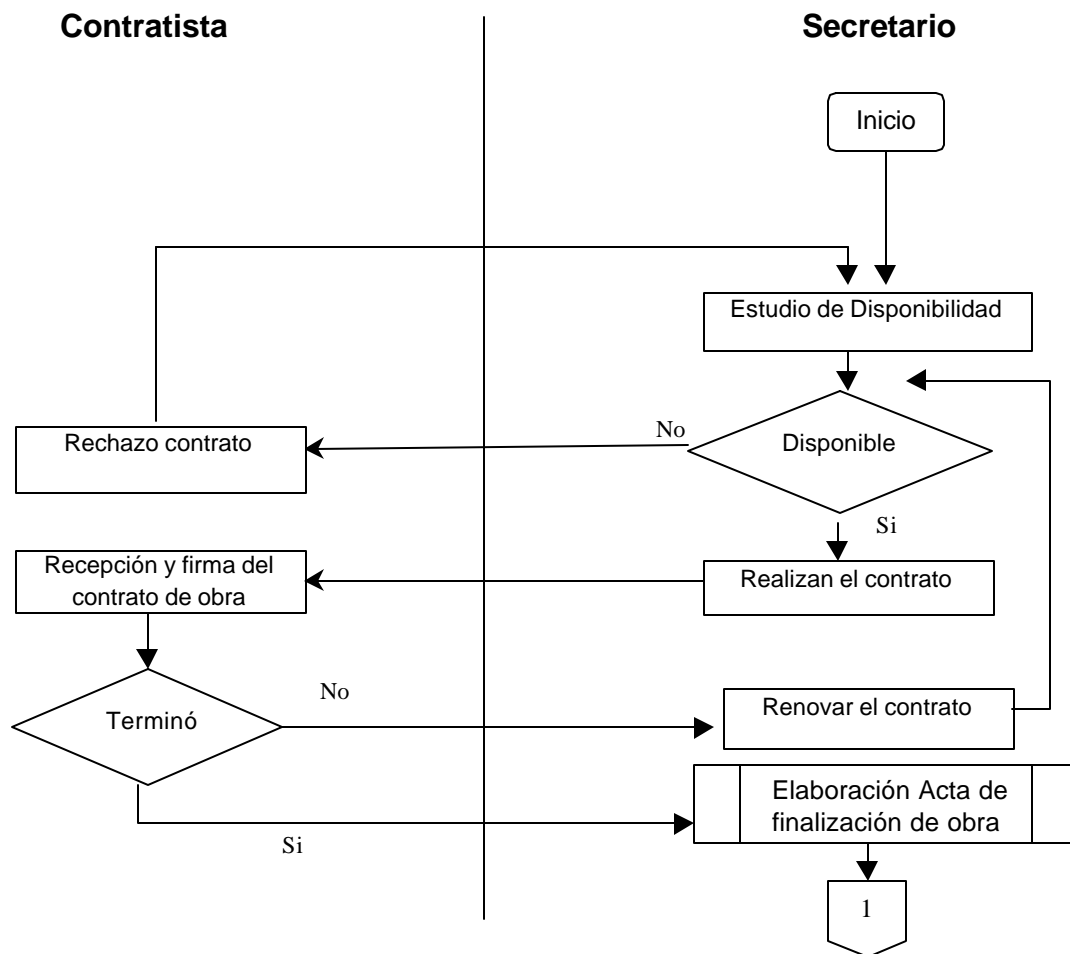 Contratista
Secretario
Inicio
Estudio de Disponibilidad
Disponible
No
Rechazo contrato
Si
Realizan el contrato
Recepción y firma del
contrato de obra
Terminó
No
Renovar el contrato
Si
Elaboración Acta de
finalización de obra
1